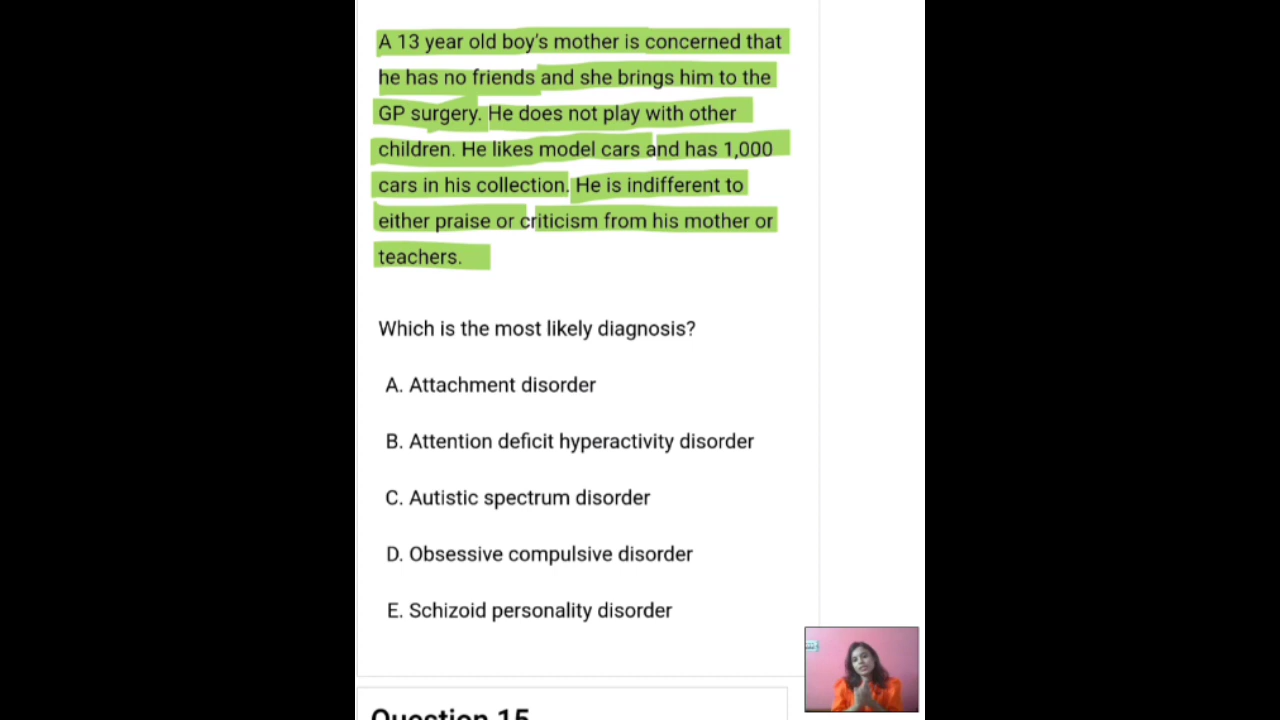 A 13 year old boy's mother is concerned that
he has no friends and she brings him to the
GP surgery. He does not play with other
children. He likes model cars and has 1,000
cars in his collection. He is indifferent to
either praise or criticism from his mother or
teachers.
Which is the most likely diagnosis?
A. Attachment disorder
B. Attention deficit hyperactivity disorder
C. Autistic spectrum disorder
D. Obsessive compulsive disorder
E. Schizoid personality disorder
Question 15